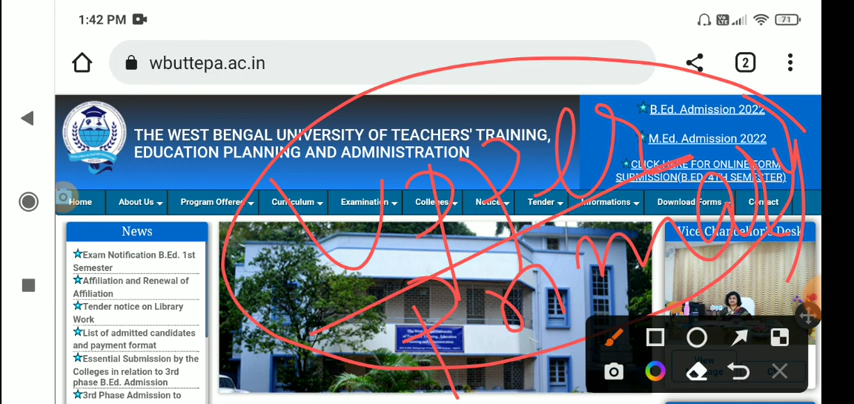 1:42 PM
71
wbuttepa.ac.in
2
THE WEST BENGAL UNIVERSITY OF TEACHERS' TRAINING,
EDUCATION PLANNING AND ADMINISTRATION
B.Ed. Admission 2022
M.Ed. Admission 2022
CLICK HERE FOR ONLINE FORM
SUBMISSION(B.ED 4TH SEMESTER)
Home About Us Program Offered Curriculum Examination Colleges Notice Tender Informations Download Forms Contact
News
Exam Notification B.Ed. 1st
Semester
Affiliation and Renewal of
Affiliation
Tender notice on Library
Work
List of admitted candidates
and payment format
Essential Submission by the
Colleges in relation to 3rd
phase B.Ed. Admission
3rd Phase Admission to
Vice Chancellor's Desk